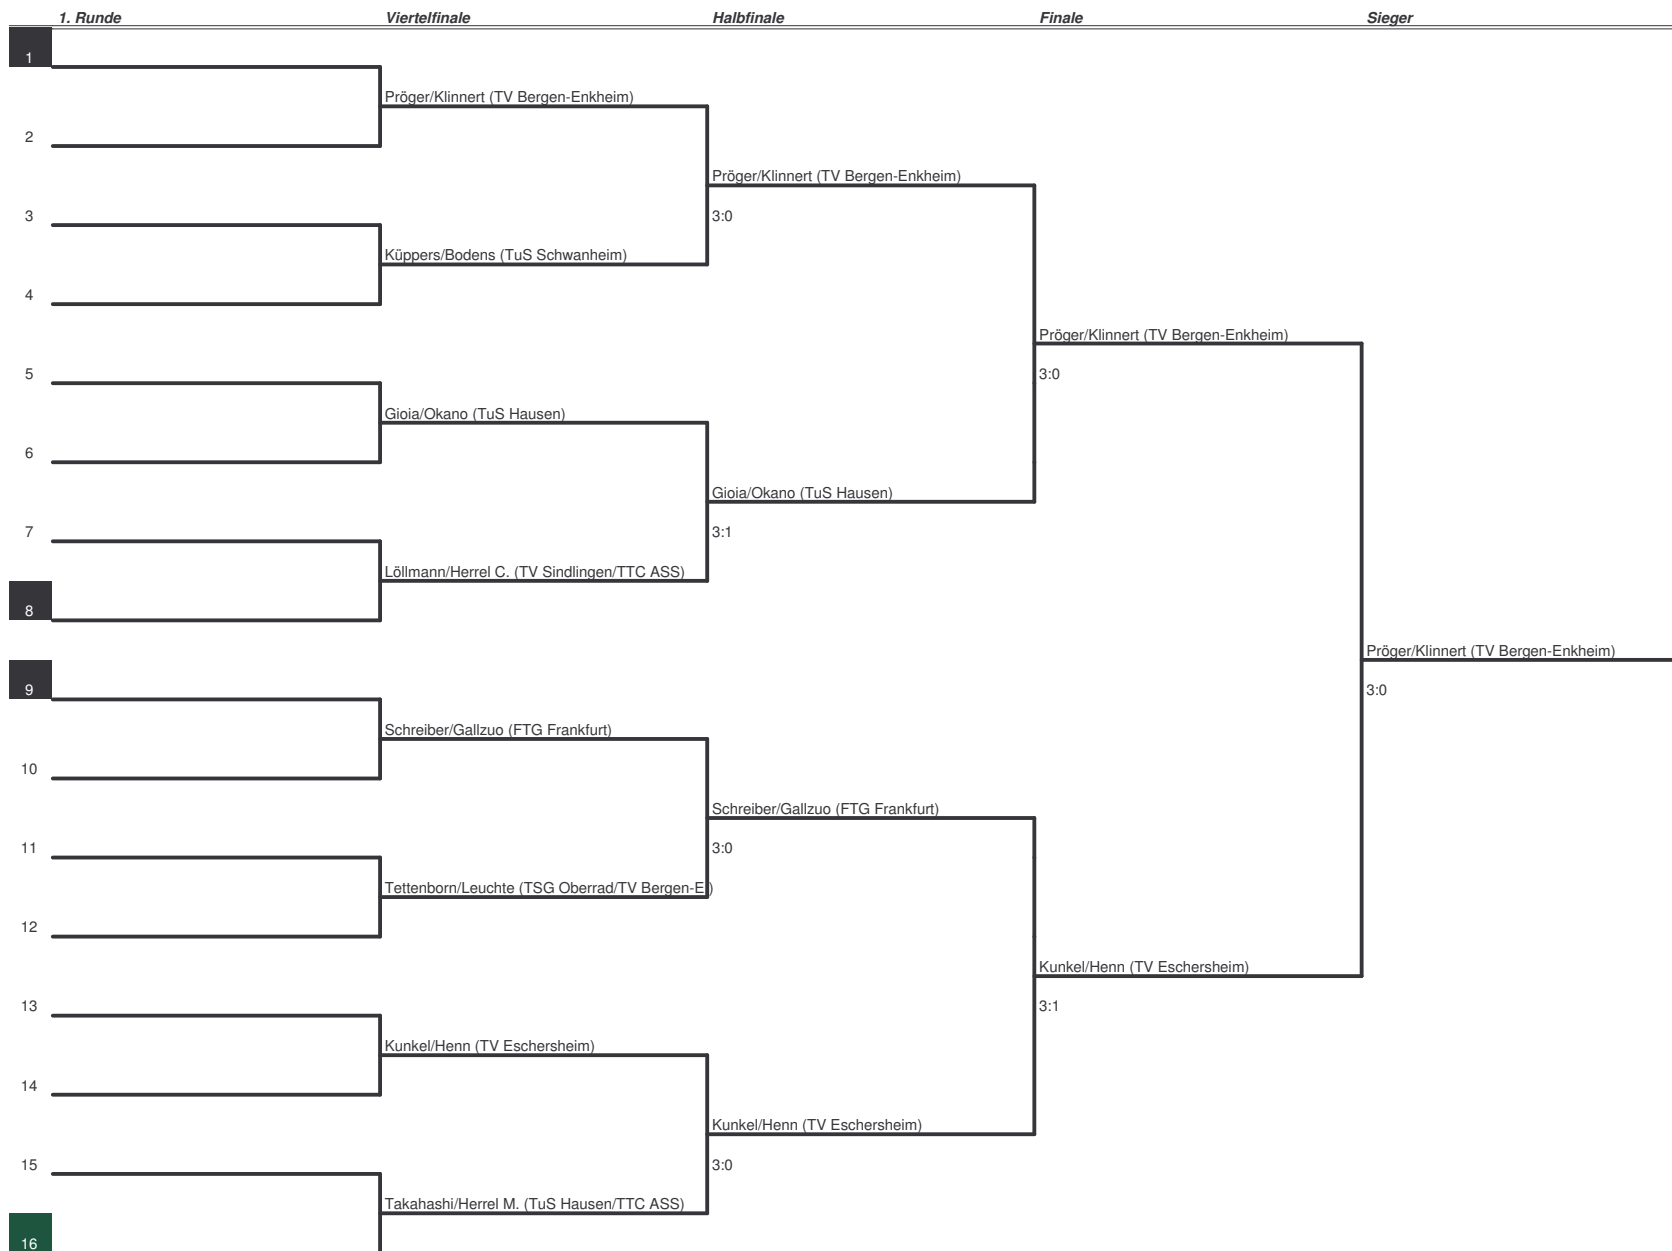 1. Runde Viertelfinale Halbfinale Finale Sieger
1
Pröger/Klinnert (TV Bergen-Enkheim)
2
Pröger/Klinnert (TV Bergen-Enkheim)
3 3:0
Küppers/Bodens (TuS Schwanheim)
4
Pröger/Klinnert (TV Bergen-Enkheim)
5 3:0
Gioia/Okano (TuS Hausen)
6
Gioia/Okano (TuS Hausen)
7 3:1
Löllmann/Herrel C. (TV Sindlingen/TTC ASS)
8
Pröger/Klinnert (TV Bergen-Enkheim)
9 3:0
Schreiber/Gallzuo (FTG Frankfurt)
10
Schreiber/Gallzuo (FTG Frankfurt)
11 3:0
Tettenborn/Leuchte (TSG Oberrad/TV Bergen-E.)
12
Kunkel/Henn (TV Eschersheim)
13 3:1
Kunkel/Henn (TV Eschersheim)
14
Kunkel/Henn (TV Eschersheim)
15 3:0
Takahashi/Herrel M. (TuS Hausen/TTC ASS)
16